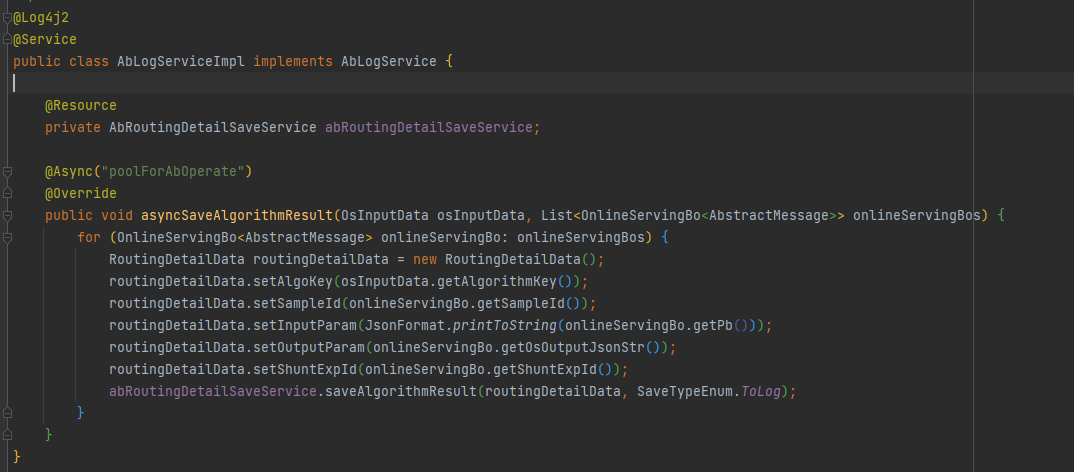 @Log4j2
@Service
public class AbLogServiceImpl implements AbLogService {
@Resource
private AbRoutingDetailSaveService abRoutingDetailSaveService;
@Async("poolForAbOperate")
@Override
public void asyncSaveAlgorithmResult(OsInputData osInputData, List<OnlineServingBo<AbstractMessage>> onlineServingBos) {
for (OnlineServingBo<AbstractMessage> onlineServingBo: onlineServingBos) {
RoutingDetailData routingDetailData = new RoutingDetailData();
routingDetailData.setAlgoKey(osInputData.getAlgorithmKey());
routingDetailData.setSampleId(onlineServingBo.getSampleId());
routingDetailData.setInputParam(JsonFormat.printToString(onlineServingBo.getPb()));
routingDetailData.setOutputParam(onlineServingBo.getOsOutputJsonStr());
routingDetailData.setShuntExpId(onlineServingBo.getShuntExpId());
abRoutingDetailSaveService.saveAlgorithmResult(routingDetailData, SaveTypeEnum.ToLog);
}
}
}